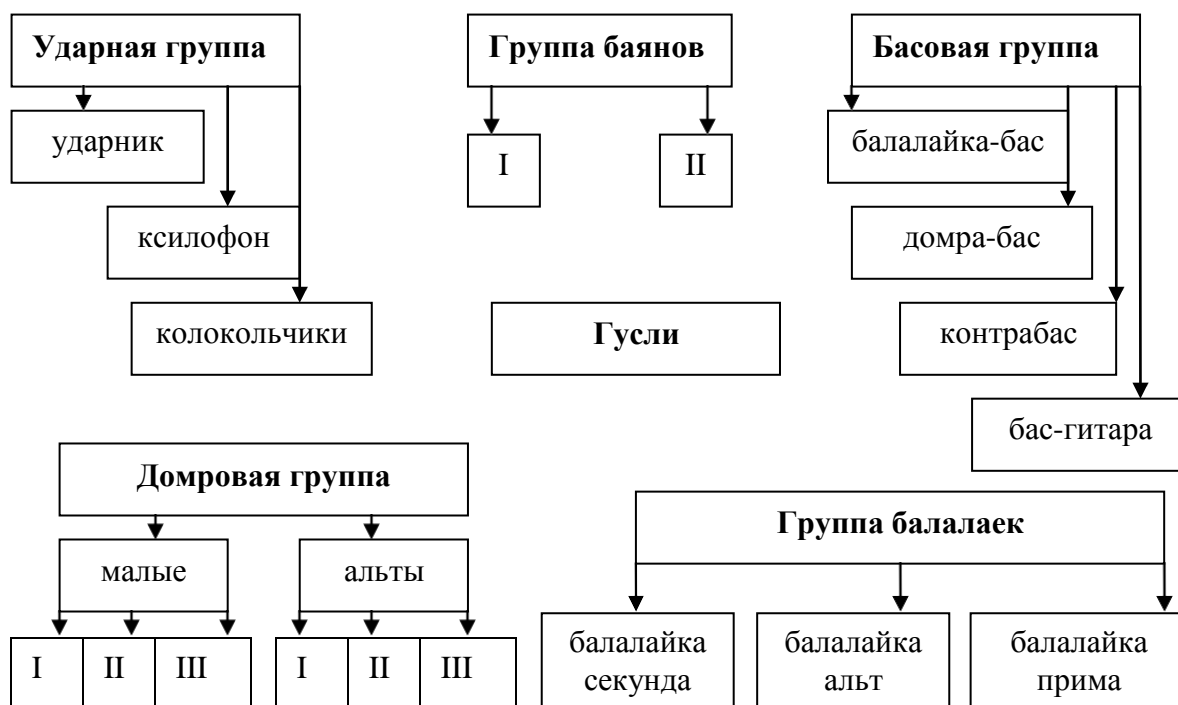 Ударная группа
ударник
ксилофон
колокольчики
Группа баянов
I
II
Гусли
Басовая группа
балалайка-бас
домра-бас
контрабас
бас-гитара
Домровая группа
малые
I
II
III
альты
I
II
III
Группа балалаек
балалайка
секунда
балалайка
альт
балалайка
прима